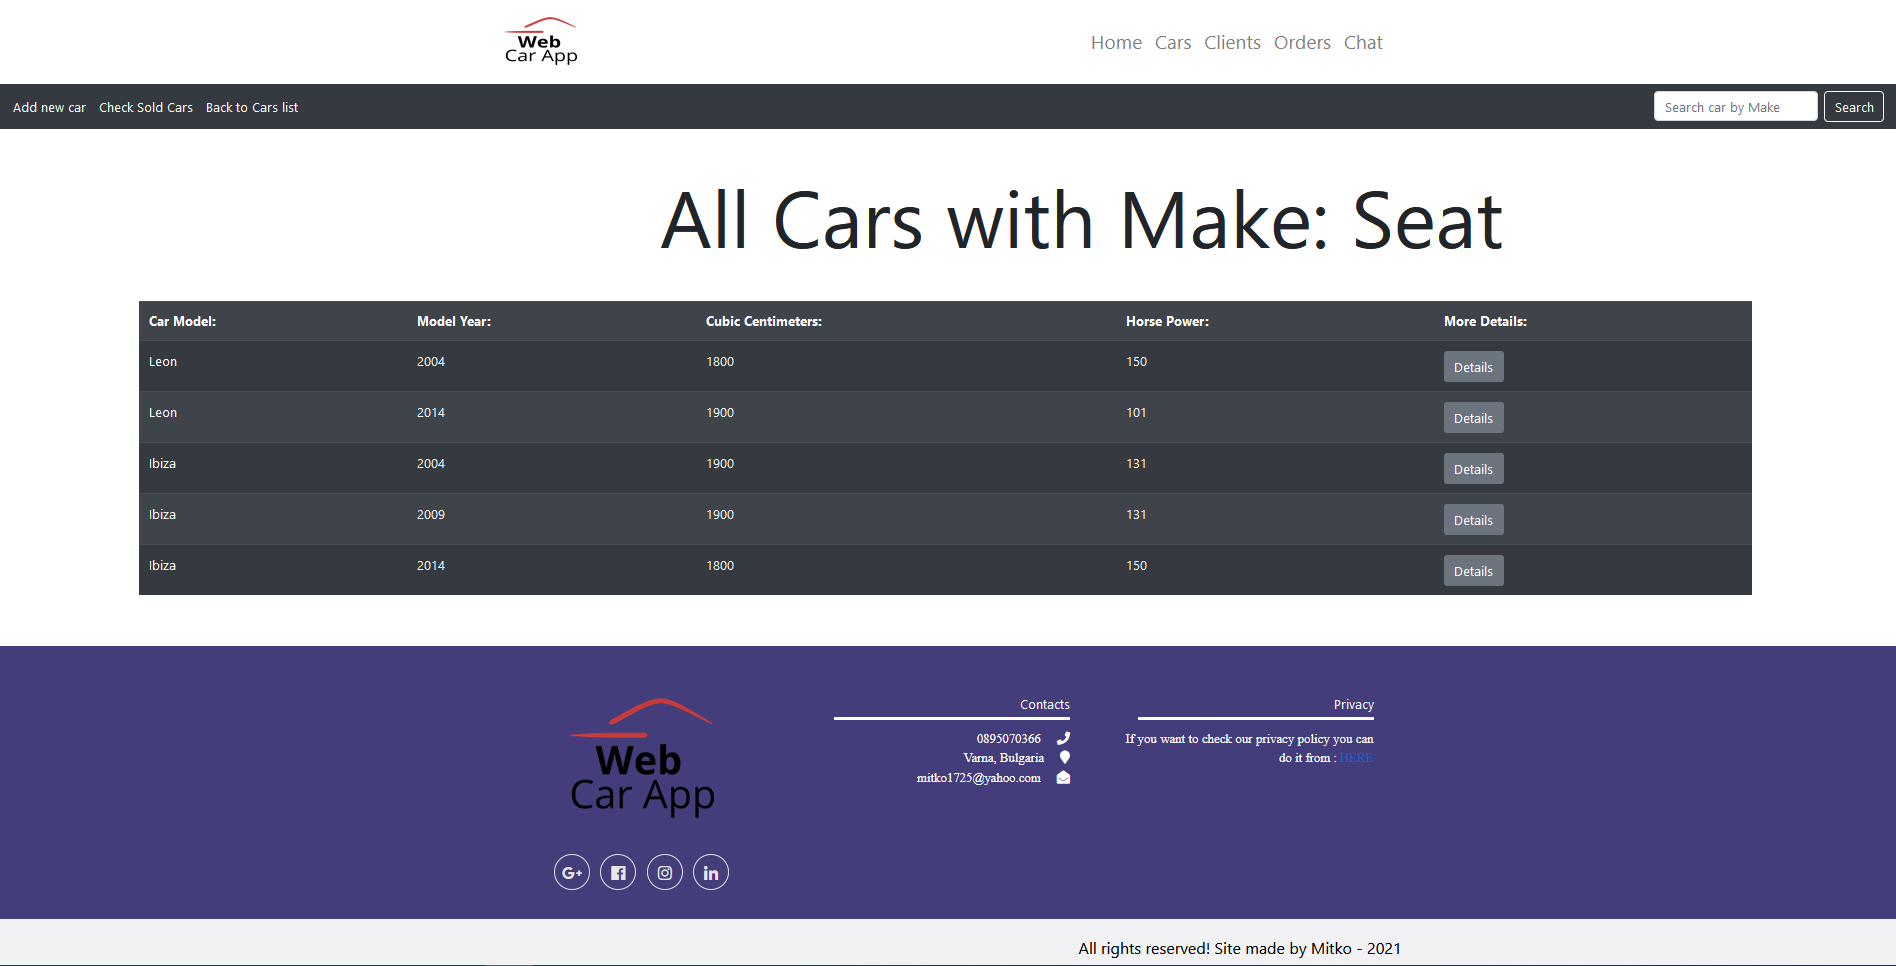 Web
Car App
Home Cars Clients Orders Chat
Add new car Check Sold Cars Back to Cars list Search car by Make Search
All Cars with Make: Seat
Car Model: Model Year: Cubic Centimeters: Horse Power: More Details:
Leon 2004 1800 150 Details
Leon 2014 1900 101 Details
Ibiza 2004 1900 131 Details
Ibiza 2009 1900 131 Details
Ibiza 2014 1800 150 Details
Web
Car App
Contacts
0895070366
Varna, Bulgaria
mitko1725@yahoo.com
Privacy
If you want to check our privacy policy you can
do it from : HERE
G+ in
All rights reserved! Site made by Mitko - 2021